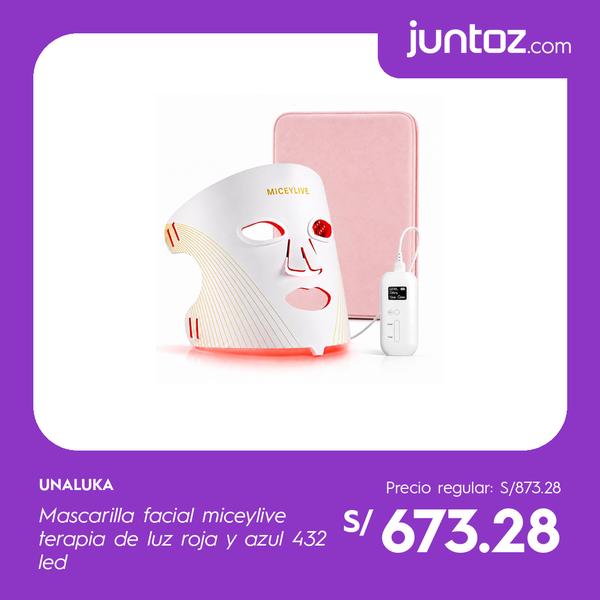 juntoz.com
MICEYLIVE
UNALUKA
Precio regular: S/873.28
Mascarilla facial miceylive
terapia de luz roja y azul 432
led
S/ 673.28